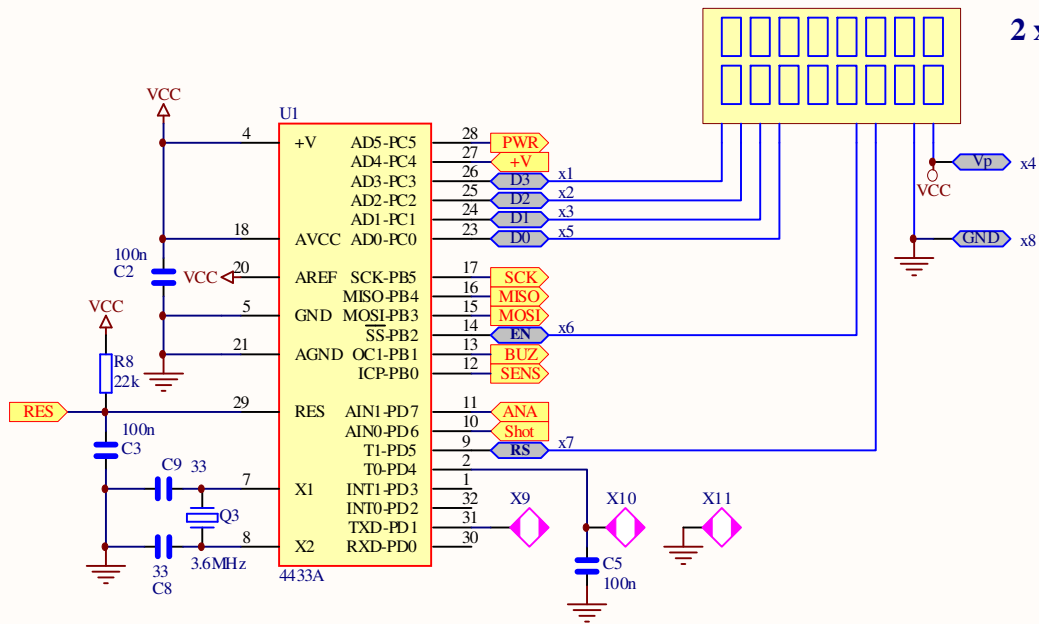 2 x
VCC
U1
4 +V AD5-PC5 28 PWR
AD4-PC4 27 +V
AD3-PC3 26 D3 x1
AD2-PC2 25 D2 x2
AD1-PC1 24 D1 x3
18 AVCC AD0-PC0 23 D0 x5
Vp x4
VCC
GND x8
100n
C2
VCC 20 AREF SCK-PB5 17 SCK
MISO-PB4 16 MISO
5 GND MOSI-PB3 15 MOSI
SS-PB2 14 EN x6
21 AGND OC1-PB1 13 BUZ
ICP-PB0 12 SENS
VCC
R8
22k
RES 29 RES AIN1-PD7 11 ANA
AIN0-PD6 10 Shot
100n
C3
T1-PD5 9 RS x7
T0-PD4 2
C9 33
7 X1 INT1-PD3 1
INT0-PD2 32
Q3
TXD-PD1 31 X9 X10 X11
8 X2 RXD-PD0 30
33
C8
3.6MHz
4433A
C5
100n